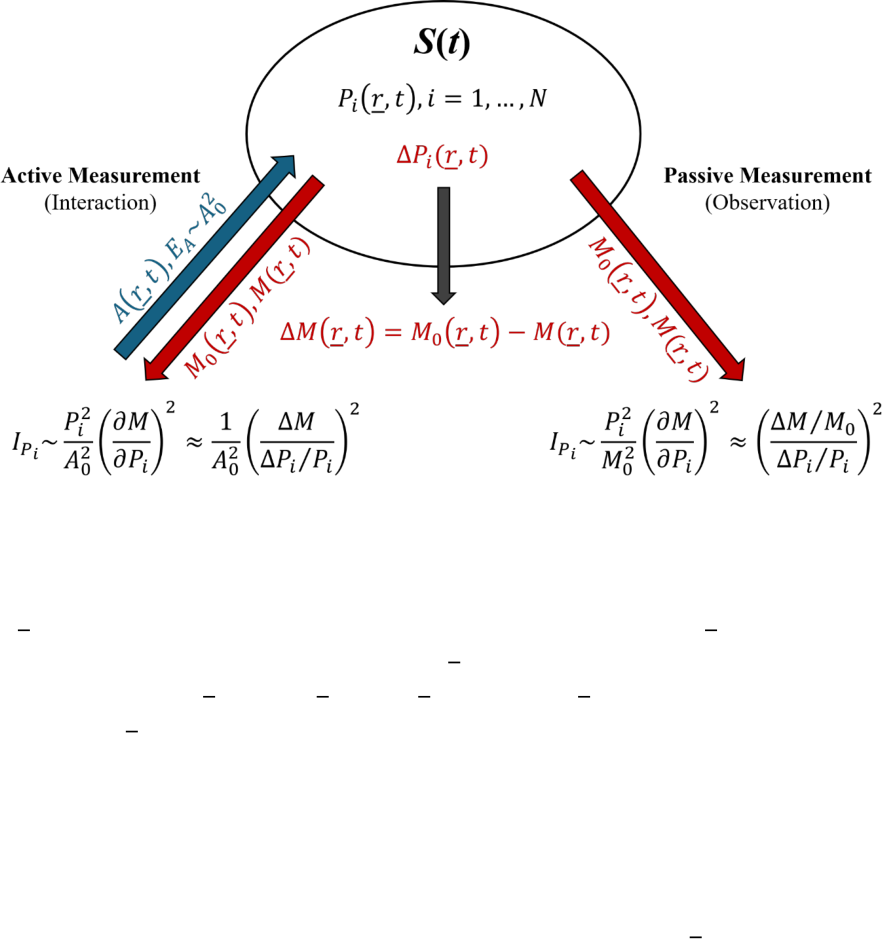 S(t)
P_i(r̲, t), i = 1, … , N
ΔP_i(r̲, t)
Active Measurement
(Interaction)
Passive Measurement
(Observation)
A(r̲, t), E_A~A_0^2
M_0(r̲, t), M(r̲, t)
M_0(r̲, t), M(r̲, t)
ΔM(r̲, t) = M_0(r̲, t) − M(r̲, t)
I_{P_i}~ P_i^2/A_0^2 (∂M/∂P_i)^2 ≈ 1/A_0^2 (ΔM/(ΔP_i/P_i))^2
I_{P_i}~ P_i^2/M_0^2 (∂M/∂P_i)^2 ≈ ((ΔM/M_0)/(ΔP_i/P_i))^2